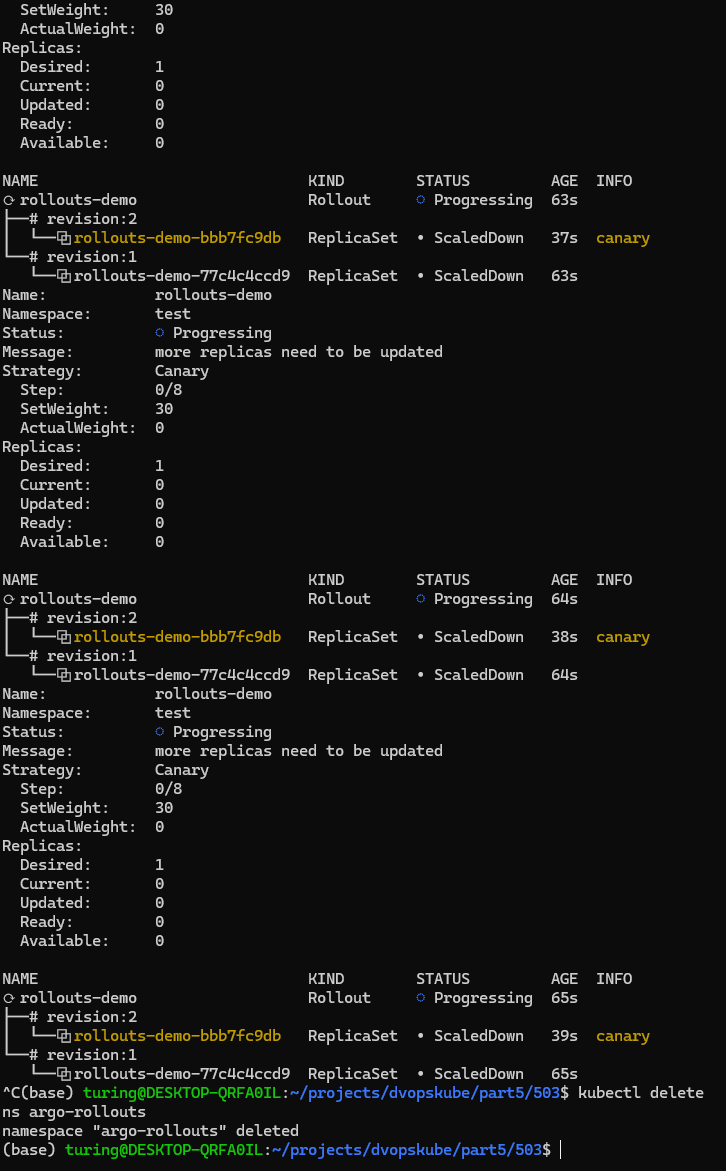 SetWeight:     30
  ActualWeight:  0
Replicas:
  Desired:       1
  Current:       0
  Updated:       0
  Ready:         0
  Available:     0

NAME                              KIND        STATUS         AGE  INFO
⟳ rollouts-demo                   Rollout     ◌ Progressing  63s
├──# revision:2
│  └──⧉ rollouts-demo-bbb7fc9db   ReplicaSet  • ScaledDown   37s  canary
└──# revision:1
   └──⧉ rollouts-demo-77c4c4ccd9  ReplicaSet  • ScaledDown   63s
Name:            rollouts-demo
Namespace:       test
Status:          ◌ Progressing
Message:         more replicas need to be updated
Strategy:        Canary
  Step:          0/8
  SetWeight:     30
  ActualWeight:  0
Replicas:
  Desired:       1
  Current:       0
  Updated:       0
  Ready:         0
  Available:     0

NAME                              KIND        STATUS         AGE  INFO
⟳ rollouts-demo                   Rollout     ◌ Progressing  64s
├──# revision:2
│  └──⧉ rollouts-demo-bbb7fc9db   ReplicaSet  • ScaledDown   38s  canary
└──# revision:1
   └──⧉ rollouts-demo-77c4c4ccd9  ReplicaSet  • ScaledDown   64s
Name:            rollouts-demo
Namespace:       test
Status:          ◌ Progressing
Message:         more replicas need to be updated
Strategy:        Canary
  Step:          0/8
  SetWeight:     30
  ActualWeight:  0
Replicas:
  Desired:       1
  Current:       0
  Updated:       0
  Ready:         0
  Available:     0

NAME                              KIND        STATUS         AGE  INFO
⟳ rollouts-demo                   Rollout     ◌ Progressing  65s
├──# revision:2
│  └──⧉ rollouts-demo-bbb7fc9db   ReplicaSet  • ScaledDown   39s  canary
└──# revision:1
   └──⧉ rollouts-demo-77c4c4ccd9  ReplicaSet  • ScaledDown   65s
^C(base) turing@DESKTOP-QRFA0IL:~/projects/dvopskube/part5/503$ kubectl delete
ns argo-rollouts
namespace "argo-rollouts" deleted
(base) turing@DESKTOP-QRFA0IL:~/projects/dvopskube/part5/503$